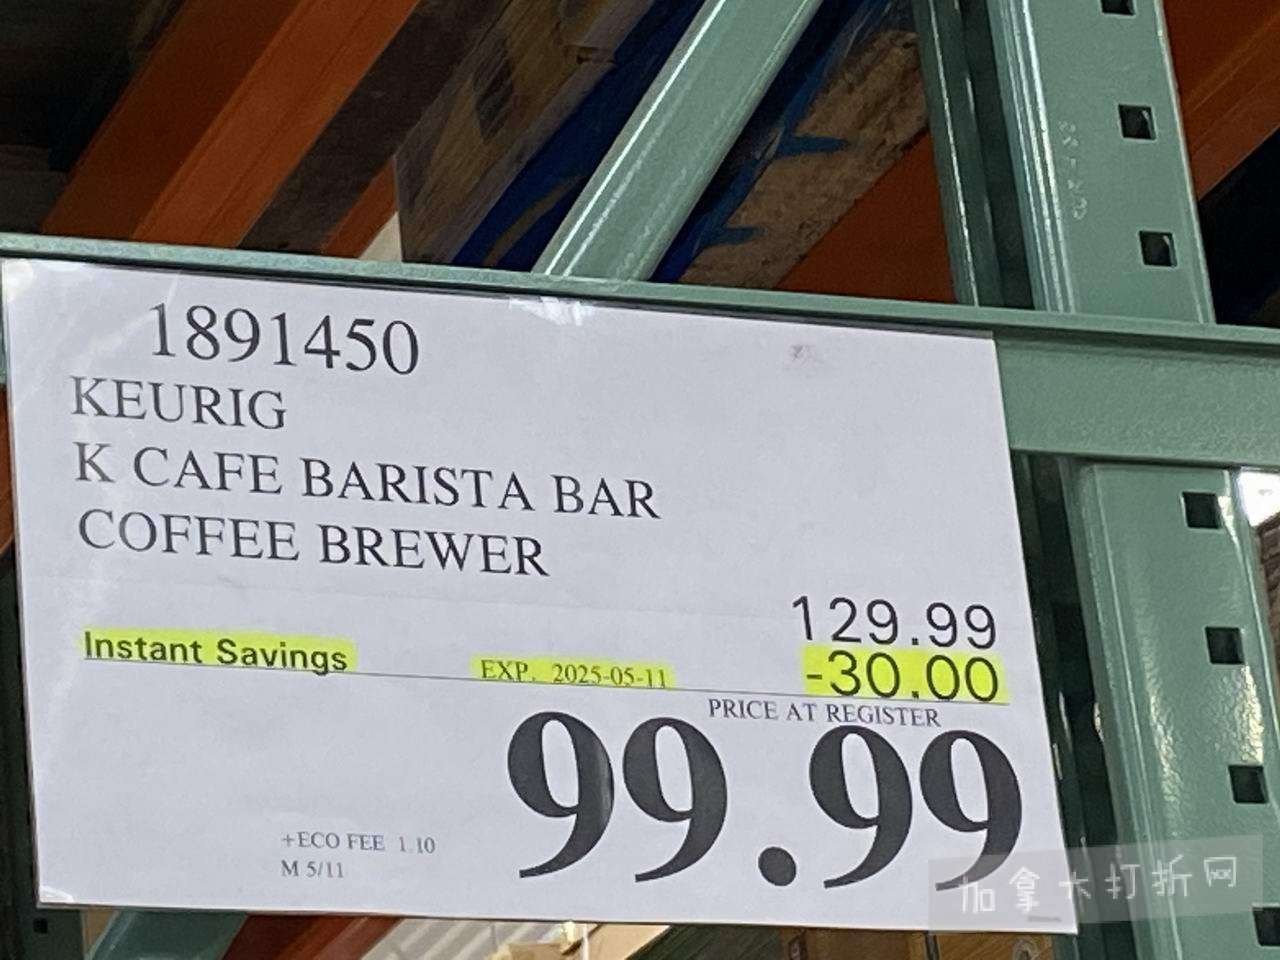 1891450
KEURIG
K CAFE BARISTA BAR
COFFEE BREWER
129.99
Instant Savings EXP. 2025-05-11 -30.00
PRICE AT REGISTER
99.99
+ECO FEE 1.10
M 5/11
加拿大打折网